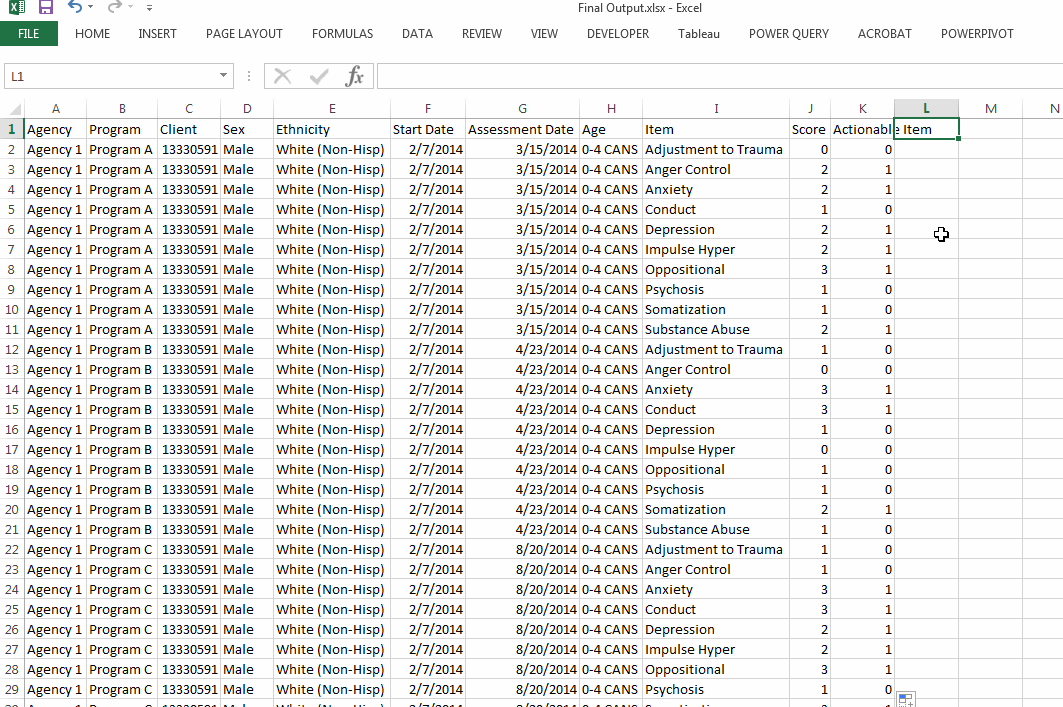 Final Output.xlsx - Excel
FILE HOME INSERT PAGE LAYOUT FORMULAS DATA REVIEW VIEW DEVELOPER Tableau POWER QUERY ACROBAT POWERPIVOT
L1 fx
A B C D E F G H I J K L M N
1 Agency Program Client Sex Ethnicity Start Date Assessment Date Age Item Score Actionable Item
2 Agency 1 Program A 13330591 Male White (Non-Hisp) 2/7/2014 3/15/2014 0-4 CANS Adjustment to Trauma 0 0
3 Agency 1 Program A 13330591 Male White (Non-Hisp) 2/7/2014 3/15/2014 0-4 CANS Anger Control 2 1
4 Agency 1 Program A 13330591 Male White (Non-Hisp) 2/7/2014 3/15/2014 0-4 CANS Anxiety 2 1
5 Agency 1 Program A 13330591 Male White (Non-Hisp) 2/7/2014 3/15/2014 0-4 CANS Conduct 1 0
6 Agency 1 Program A 13330591 Male White (Non-Hisp) 2/7/2014 3/15/2014 0-4 CANS Depression 2 1
7 Agency 1 Program A 13330591 Male White (Non-Hisp) 2/7/2014 3/15/2014 0-4 CANS Impulse Hyper 2 1
8 Agency 1 Program A 13330591 Male White (Non-Hisp) 2/7/2014 3/15/2014 0-4 CANS Oppositional 3 1
9 Agency 1 Program A 13330591 Male White (Non-Hisp) 2/7/2014 3/15/2014 0-4 CANS Psychosis 1 0
10 Agency 1 Program A 13330591 Male White (Non-Hisp) 2/7/2014 3/15/2014 0-4 CANS Somatization 1 0
11 Agency 1 Program A 13330591 Male White (Non-Hisp) 2/7/2014 3/15/2014 0-4 CANS Substance Abuse 2 1
12 Agency 1 Program B 13330591 Male White (Non-Hisp) 2/7/2014 4/23/2014 0-4 CANS Adjustment to Trauma 1 0
13 Agency 1 Program B 13330591 Male White (Non-Hisp) 2/7/2014 4/23/2014 0-4 CANS Anger Control 0 0
14 Agency 1 Program B 13330591 Male White (Non-Hisp) 2/7/2014 4/23/2014 0-4 CANS Anxiety 3 1
15 Agency 1 Program B 13330591 Male White (Non-Hisp) 2/7/2014 4/23/2014 0-4 CANS Conduct 3 1
16 Agency 1 Program B 13330591 Male White (Non-Hisp) 2/7/2014 4/23/2014 0-4 CANS Depression 1 0
17 Agency 1 Program B 13330591 Male White (Non-Hisp) 2/7/2014 4/23/2014 0-4 CANS Impulse Hyper 0 0
18 Agency 1 Program B 13330591 Male White (Non-Hisp) 2/7/2014 4/23/2014 0-4 CANS Oppositional 1 0
19 Agency 1 Program B 13330591 Male White (Non-Hisp) 2/7/2014 4/23/2014 0-4 CANS Psychosis 1 0
20 Agency 1 Program B 13330591 Male White (Non-Hisp) 2/7/2014 4/23/2014 0-4 CANS Somatization 2 1
21 Agency 1 Program B 13330591 Male White (Non-Hisp) 2/7/2014 4/23/2014 0-4 CANS Substance Abuse 1 0
22 Agency 1 Program C 13330591 Male White (Non-Hisp) 2/7/2014 8/20/2014 0-4 CANS Adjustment to Trauma 1 0
23 Agency 1 Program C 13330591 Male White (Non-Hisp) 2/7/2014 8/20/2014 0-4 CANS Anger Control 1 0
24 Agency 1 Program C 13330591 Male White (Non-Hisp) 2/7/2014 8/20/2014 0-4 CANS Anxiety 3 1
25 Agency 1 Program C 13330591 Male White (Non-Hisp) 2/7/2014 8/20/2014 0-4 CANS Conduct 3 1
26 Agency 1 Program C 13330591 Male White (Non-Hisp) 2/7/2014 8/20/2014 0-4 CANS Depression 2 1
27 Agency 1 Program C 13330591 Male White (Non-Hisp) 2/7/2014 8/20/2014 0-4 CANS Impulse Hyper 2 1
28 Agency 1 Program C 13330591 Male White (Non-Hisp) 2/7/2014 8/20/2014 0-4 CANS Oppositional 3 1
29 Agency 1 Program C 13330591 Male White (Non-Hisp) 2/7/2014 8/20/2014 0-4 CANS Psychosis 1 0